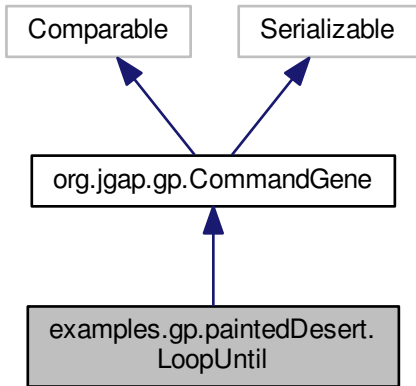 Comparable
Serializable
org.jgap.gp.CommandGene
examples.gp.paintedDesert.
LoopUntil